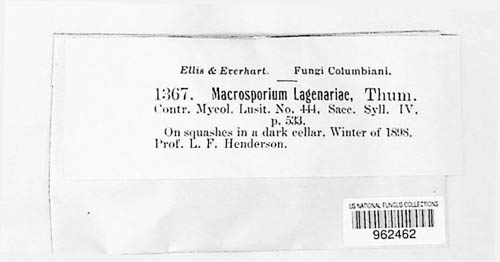 Ellis & Everhart. — Fungi Columbiani.
1367. Macrosporium Lagenariae, Thum.
Contr. Mycol. Lusit. No. 444, Sacc. Syll. IV,
p. 533.
On squashes in a dark cellar, Winter of 1898.
Prof. L. F. Henderson.
US NATIONAL FUNGUS COLLECTIONS
962462